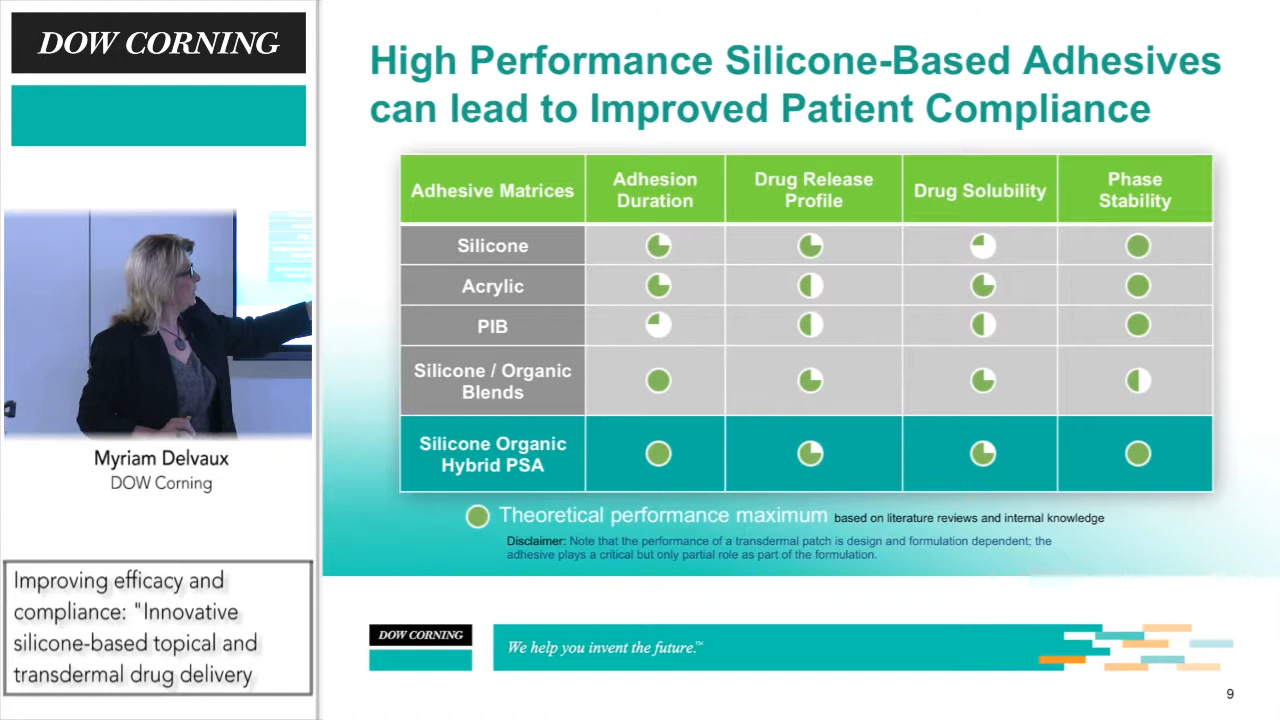 DOW CORNING
Myriam Delvaux
DOW Corning
Improving efficacy and
compliance: "Innovative
silicone-based topical and
transdermal drug delivery
High Performance Silicone-Based Adhesives
can lead to Improved Patient Compliance
Adhesive Matrices
Adhesion
Duration
Drug Release
Profile
Drug Solubility
Phase
Stability
Silicone
Acrylic
PIB
Silicone / Organic
Blends
Silicone Organic
Hybrid PSA
Theoretical performance maximum based on literature reviews and internal knowledge
Disclaimer: Note that the performance of a transdermal patch is design and formulation dependent; the
adhesive plays a critical but only partial role as part of the formulation.
DOW CORNING
We help you invent the future.™
9